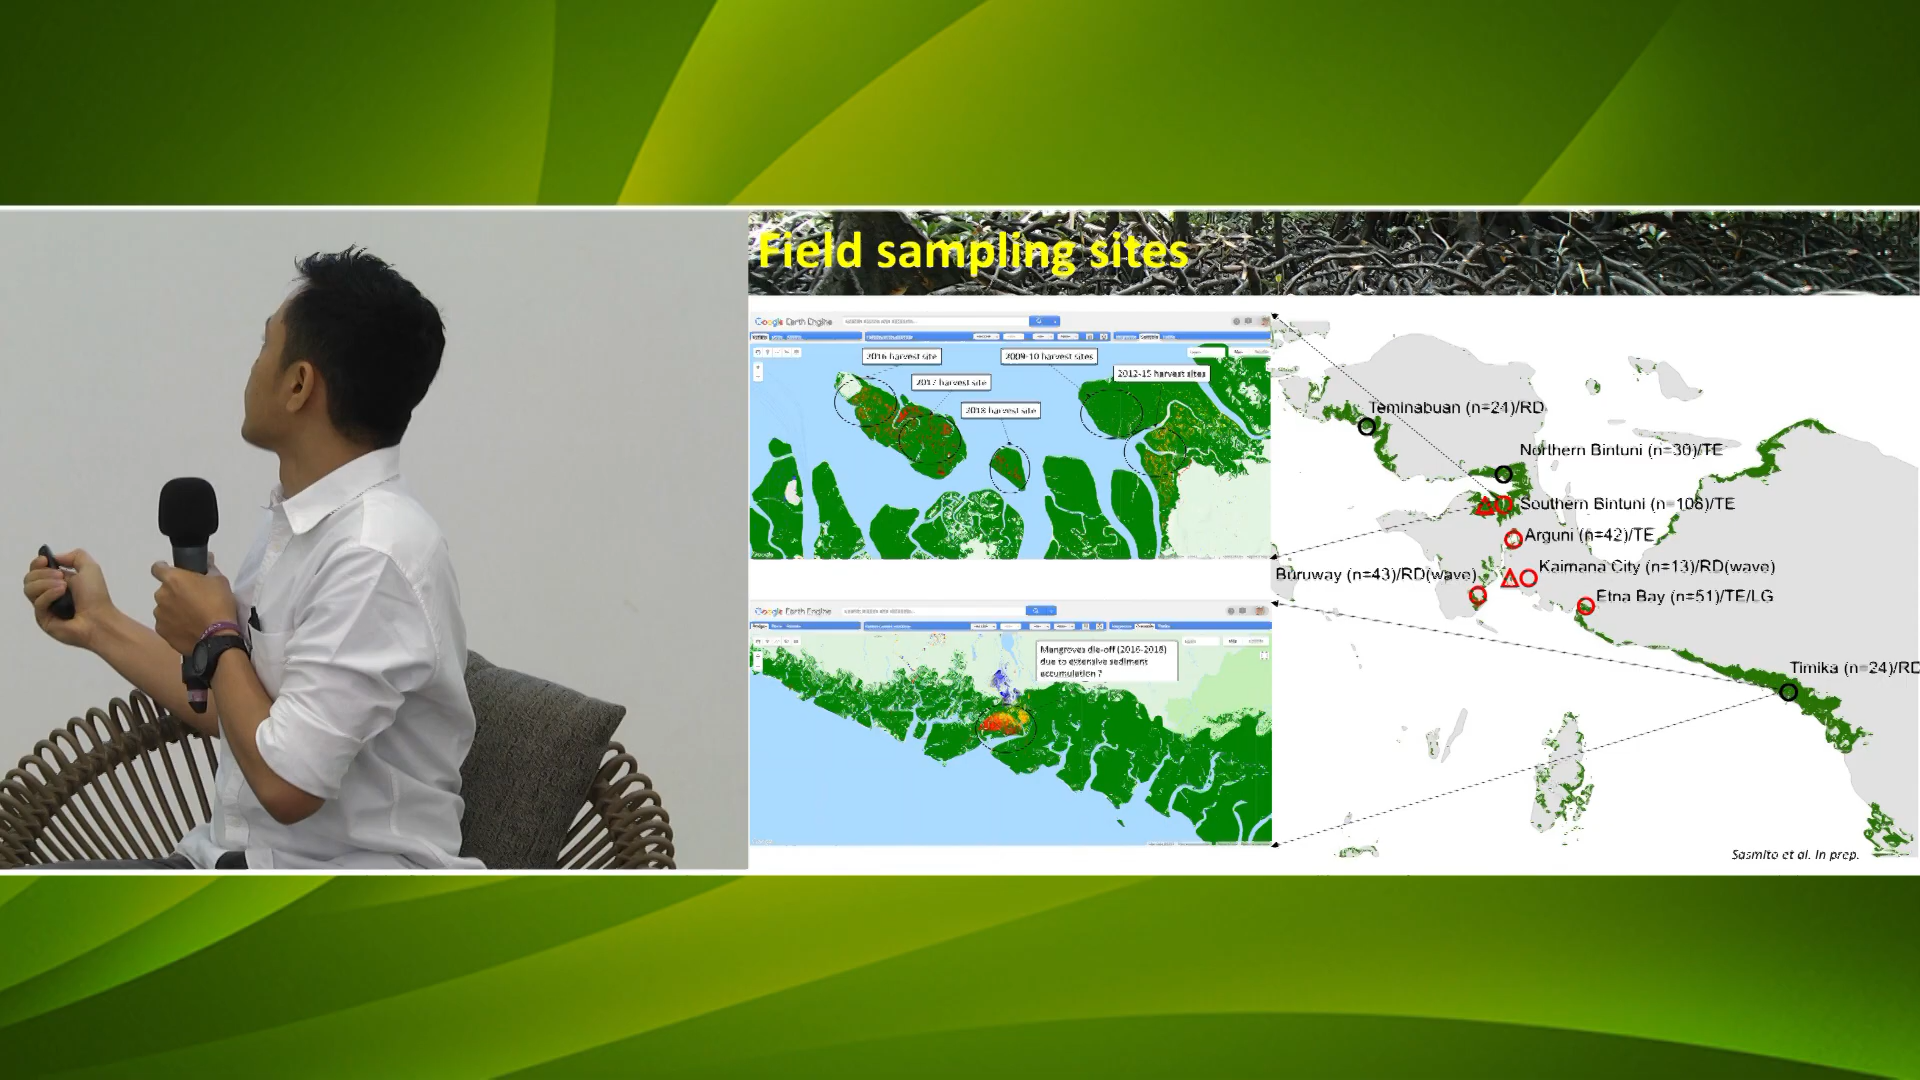 Field sampling sites
Google Earth Engine
2016 harvest site
2009-10 harvest sites
2017 harvest site
2012-15 harvest sites
2018 harvest site
Google Earth Engine
Mangroves die-off (2016-2018)
due to extensive sediment
accumulation ?
Teminabuan (n=24)/RD
Northern Bintuni (n=30)/TE
Southern Bintuni (n=108)/TE
Arguni (n=42)/TE
Kaimana City (n=13)/RD(wave)
Buruway (n=43)/RD(wave)
Etna Bay (n=51)/TE/LG
Timika (n=24)/RD
Sasmito et al. In prep.